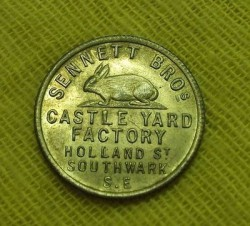 SENNETT BROS
CASTLE YARD
FACTORY
HOLLAND ST
SOUTHWARK
S.E